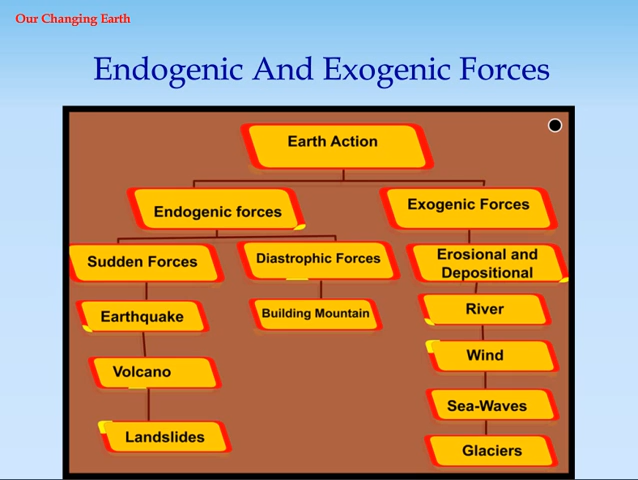 Our Changing Earth
Endogenic And Exogenic Forces
Earth Action
Endogenic forces
Exogenic Forces
Sudden Forces
Diastrophic Forces
Erosional and
Depositional
Earthquake
Building Mountain
River
Volcano
Wind
Landslides
Sea-Waves
Glaciers